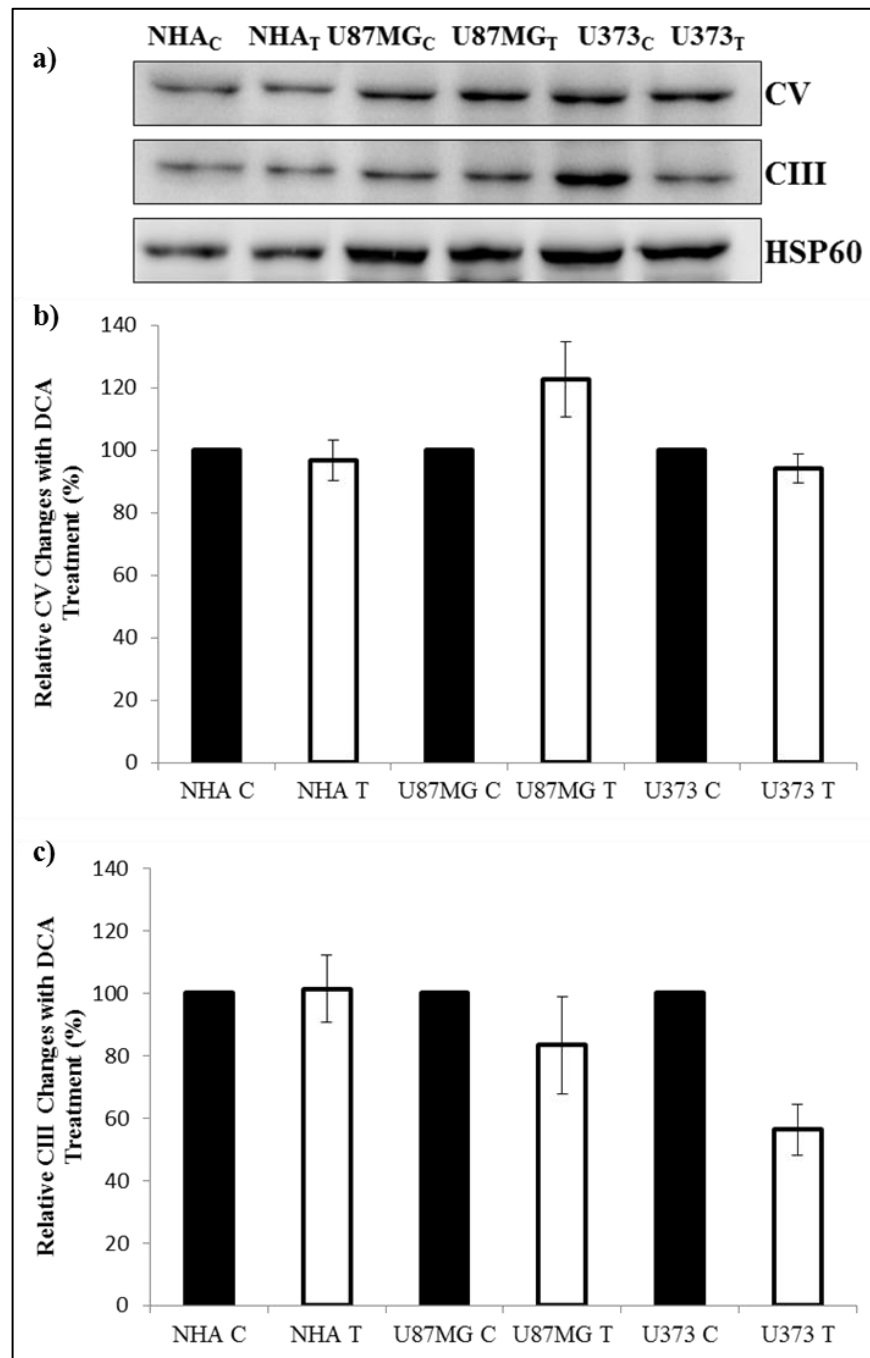 NHAC NHAT U87MGC U87MGT U373C U373T
a)
CV
CIII
HSP60
b)
140
120
100
80
60
40
20
0
Relative CV Changes with DCA
Treatment (%)
NHA C NHA T U87MG C U87MG T U373 C U373 T
c)
140
120
100
80
60
40
20
0
Relative CIII Changes with DCA
Treatment (%)
NHA C NHA T U87MG C U87MG T U373 C U373 T